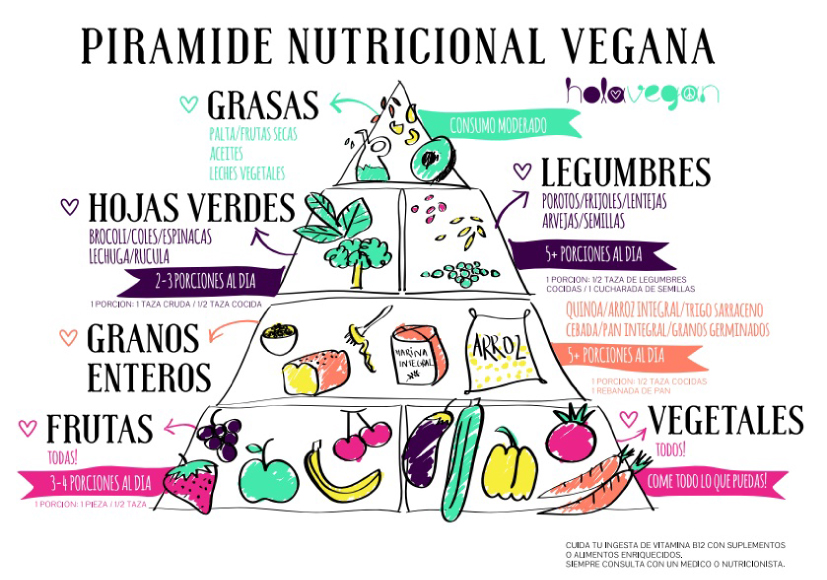 PIRAMIDE NUTRICIONAL VEGANA
holavegan
GRASAS
PALTA/FRUTAS SECAS
ACEITES
LECHES VEGETALES
CONSUMO MODERADO
HOJAS VERDES
BROCOLI/COLES/ESPINACAS
LECHUGA/RUCULA
2-3 PORCIONES AL DIA
1 PORCION: 1 TAZA CRUDA / 1/2 TAZA COCIDA
LEGUMBRES
POROTOS/FRIJOLES/LENTEJAS
ARVEJAS/SEMILLAS
5+ PORCIONES AL DIA
1 PORCION: 1/2 TAZA DE LEGUMBRES
COCIDAS / 1 CUCHARADA DE SEMILLAS
GRANOS
ENTEROS
HARINA
INTEGRAL
ARROZ
QUINOA/ARROZ INTEGRAL/TRIGO SARRACENO
CEBADA/PAN INTEGRAL/GRANOS GERMINADOS
5+ PORCIONES AL DIA
1 PORCION: 1/2 TAZA COCIDAS
1 REBANADA DE PAN
FRUTAS
TODAS!
3-4 PORCIONES AL DIA
1 PORCION: 1 PIEZA / 1/2 TAZA
VEGETALES
TODOS!
COME TODO LO QUE PUEDAS!
CUIDA TU INGESTA DE VITAMINA B12 CON SUPLEMENTOS
O ALIMENTOS ENRIQUECIDOS.
SIEMPRE CONSULTA CON UN MEDICO O NUTRICIONISTA.